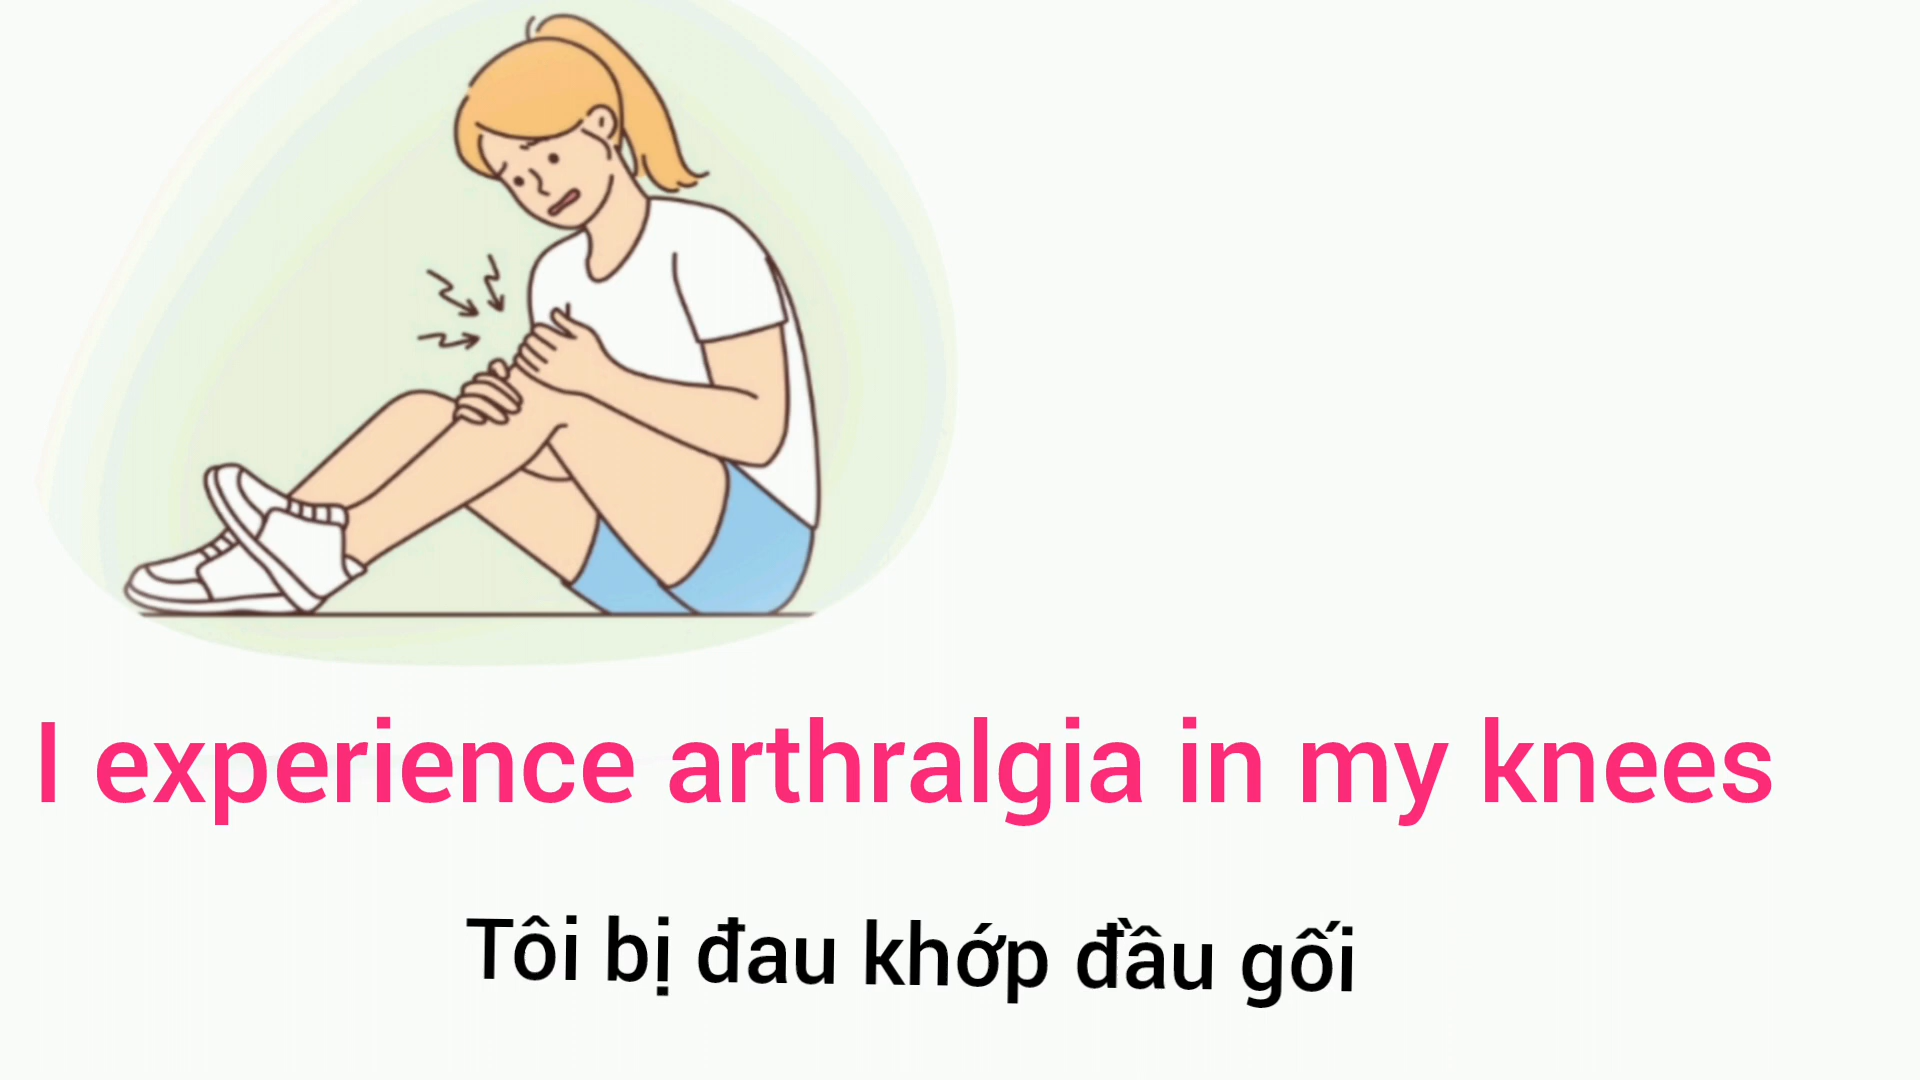 I experience arthralgia in my knees
Tôi bị đau khớp đầu gối